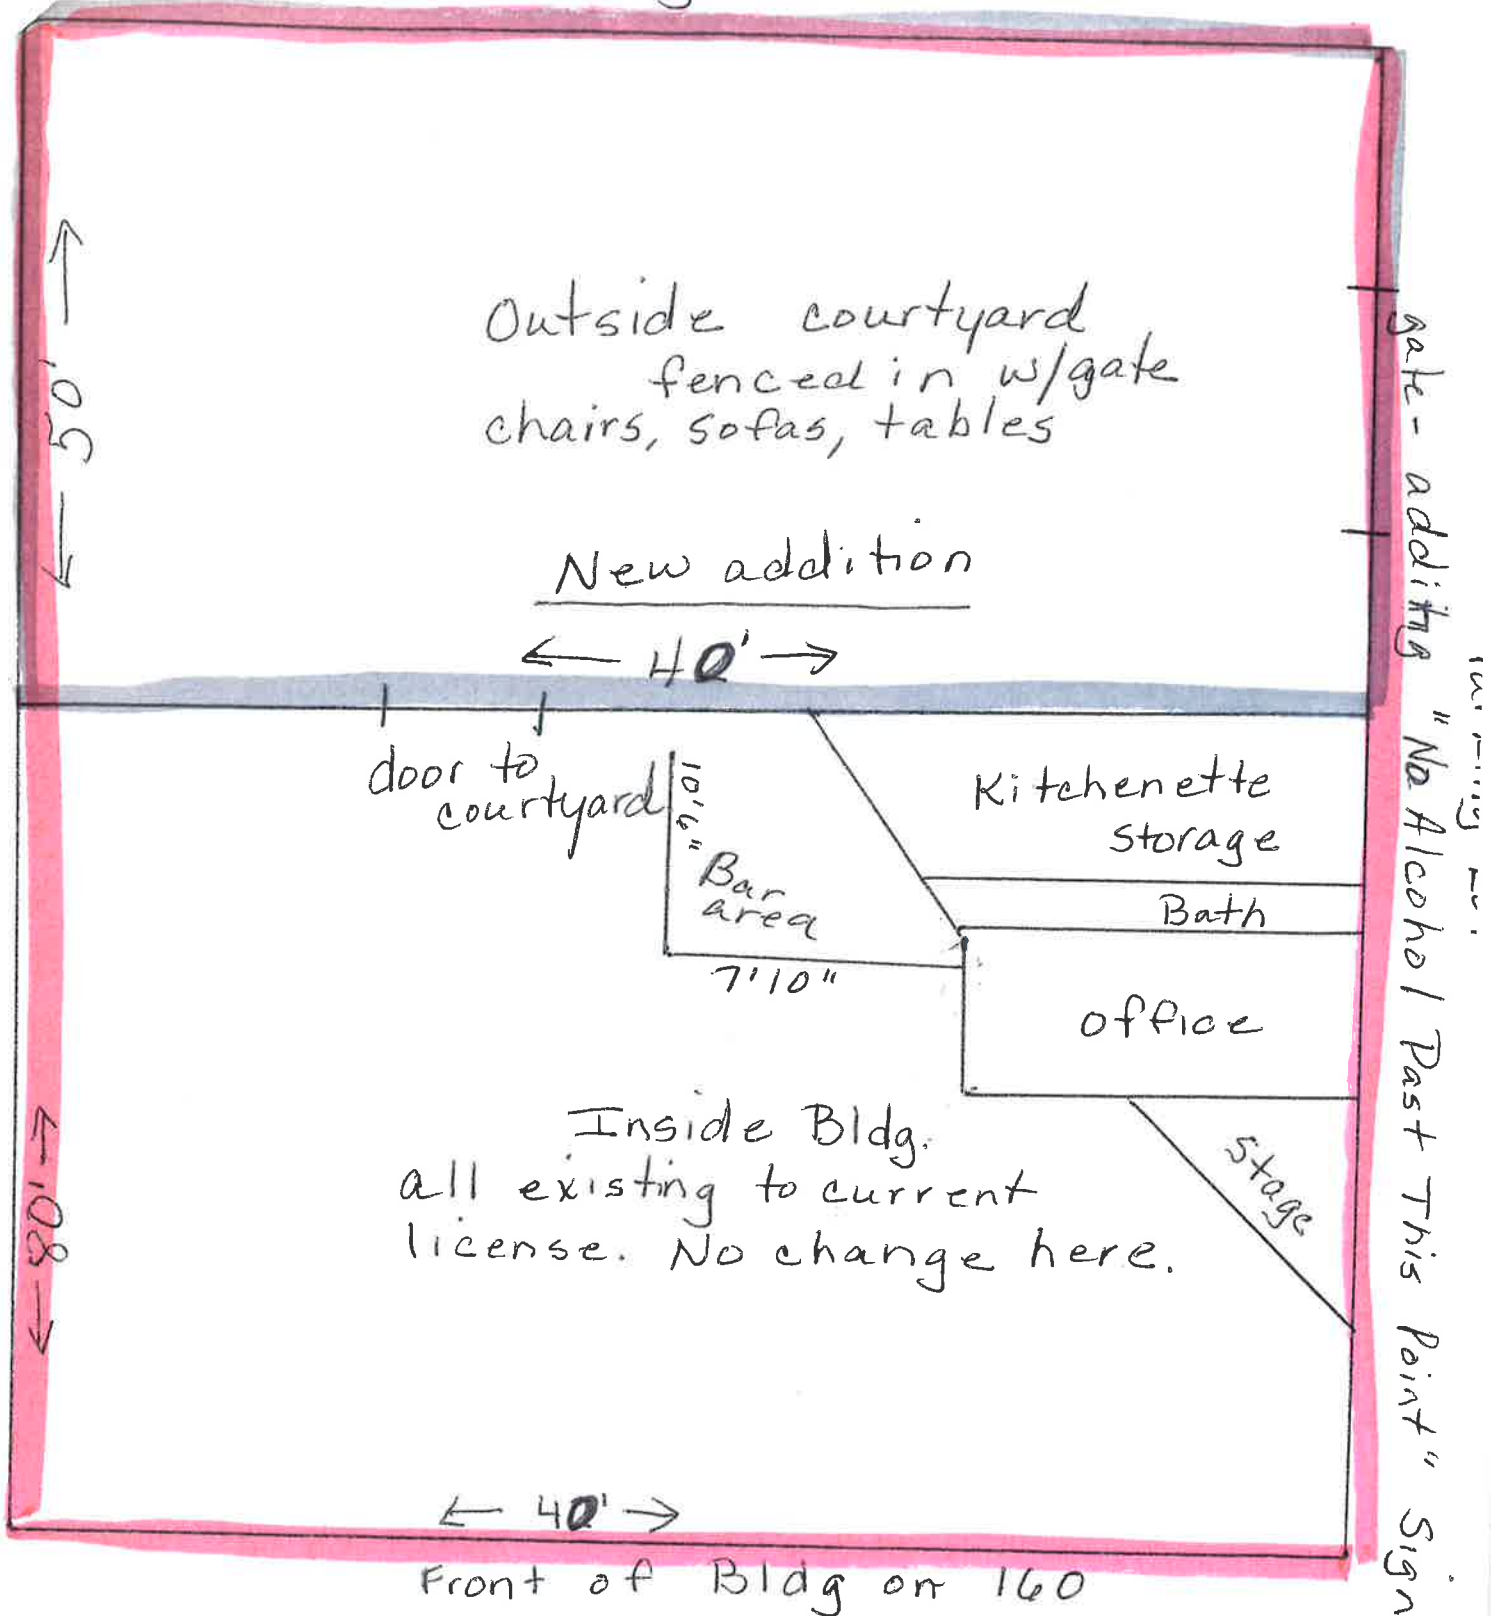 50'
Outside courtyard
fenced in w/gate
chairs, sofas, tables
New addition
40'
door to
courtyard
10'6"
Bar
area
7'10"
Kitchenette
storage
Bath
office
Stage
Inside Bldg.
all existing to current
license. No change here.
80'
40'
Front of Bldg on 160
gate - adding "No Alcohol Past This Point" Sign